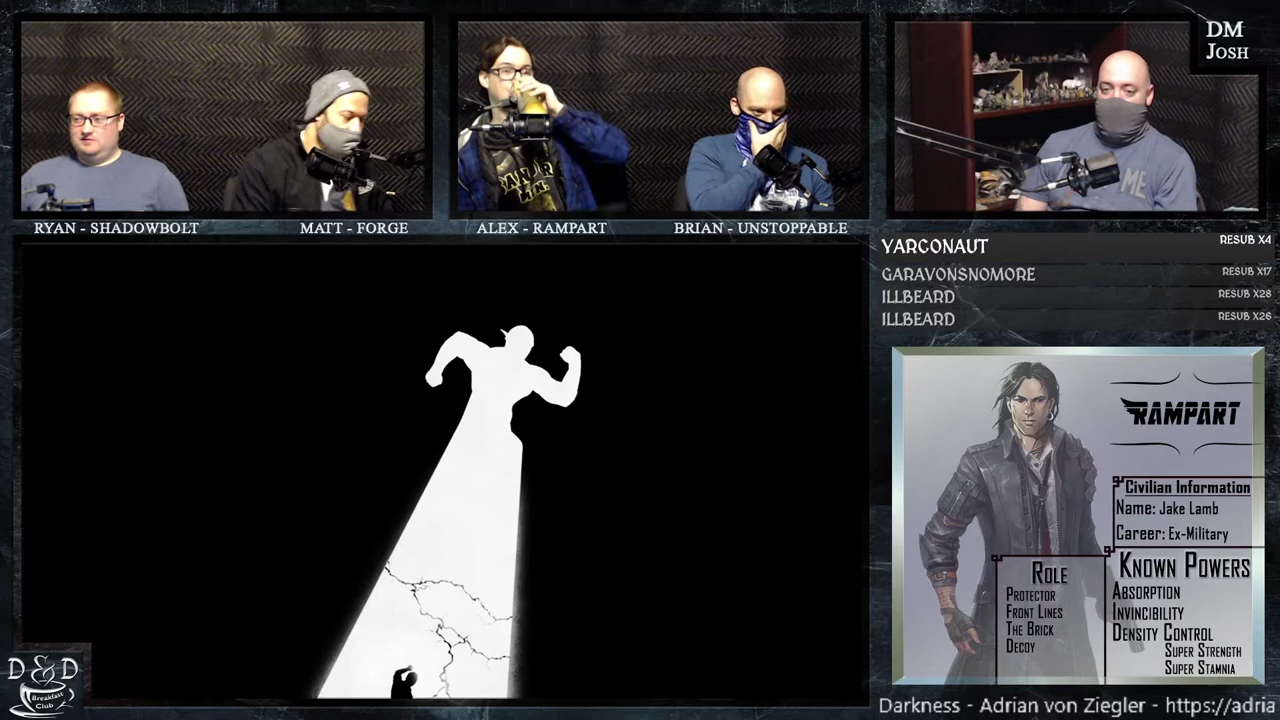 DM
Josh
RYAN - SHADOWBOLT
MATT - FORGE
ALEX - RAMPART
BRIAN - UNSTOPPABLE
YARCONAUT
RESUB X4
GARAVONSNOMORE
RESUB X17
ILLBEARD
RESUB X28
ILLBEARD
RESUB X26
RAMPART
Civilian Information
Name: Jake Lamb
Career: Ex-Military
Role
Protector
Front Lines
The Brick
Decoy
Known Powers
Absorption
Invincibility
Density Control
Super Strength
Super Stamnia
D & D
Breakfast
Club
ME
Darkness - Adrian von Ziegler - https://adria